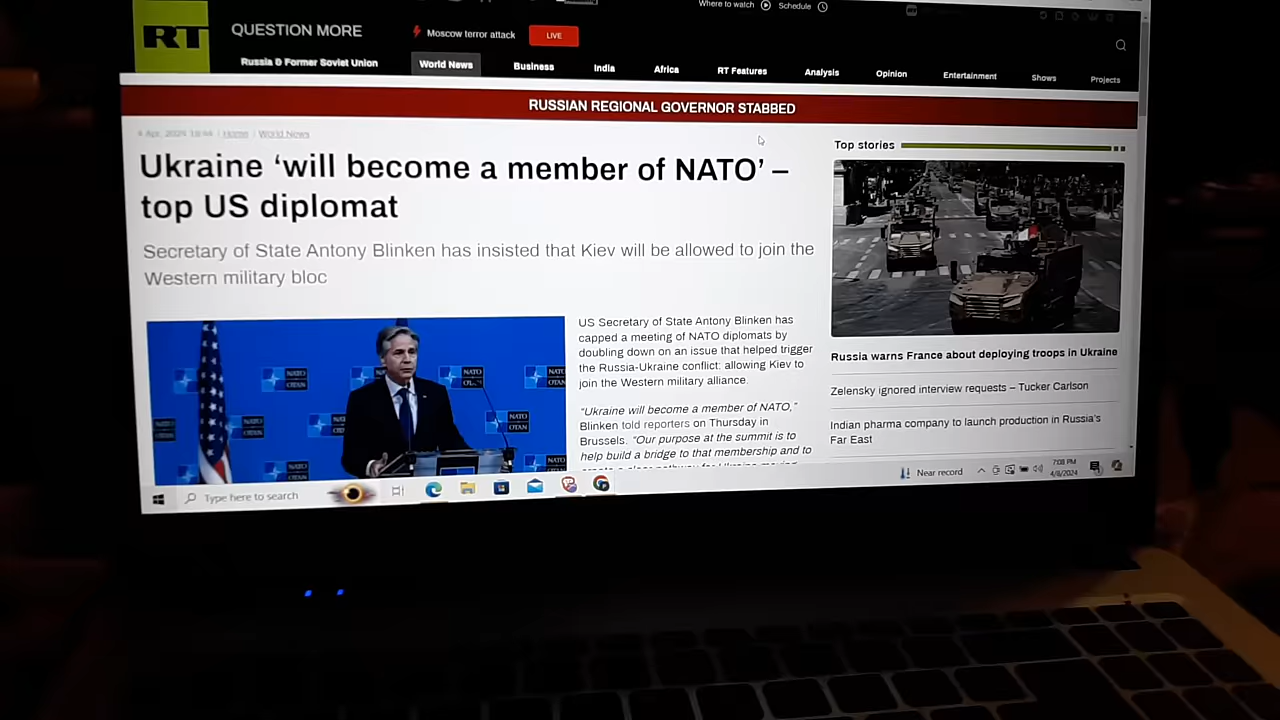 Where to watch Schedule
RT QUESTION MORE Moscow terror attack LIVE
Russia & Former Soviet Union World News Business India Africa RT Features Analysis Opinion Entertainment Shows Projects
RUSSIAN REGIONAL GOVERNOR STABBED
4 Apr, 2024 Home / World News
Ukraine ‘will become a member of NATO’ –
top US diplomat
Secretary of State Antony Blinken has insisted that Kiev will be allowed to join the
Western military bloc
NATO
OTAN
US Secretary of State Antony Blinken has
capped a meeting of NATO diplomats by
doubling down on an issue that helped trigger
the Russia-Ukraine conflict: allowing Kiev to
join the Western military alliance.
“Ukraine will become a member of NATO,”
Blinken told reporters on Thursday in
Brussels. “Our purpose at the summit is to
help build a bridge to that membership and to
Top stories
Russia warns France about deploying troops in Ukraine
Zelensky ignored interview requests – Tucker Carlson
Indian pharma company to launch production in Russia’s
Far East
Type here to search
Near record
7:08 PM
4/8/2024